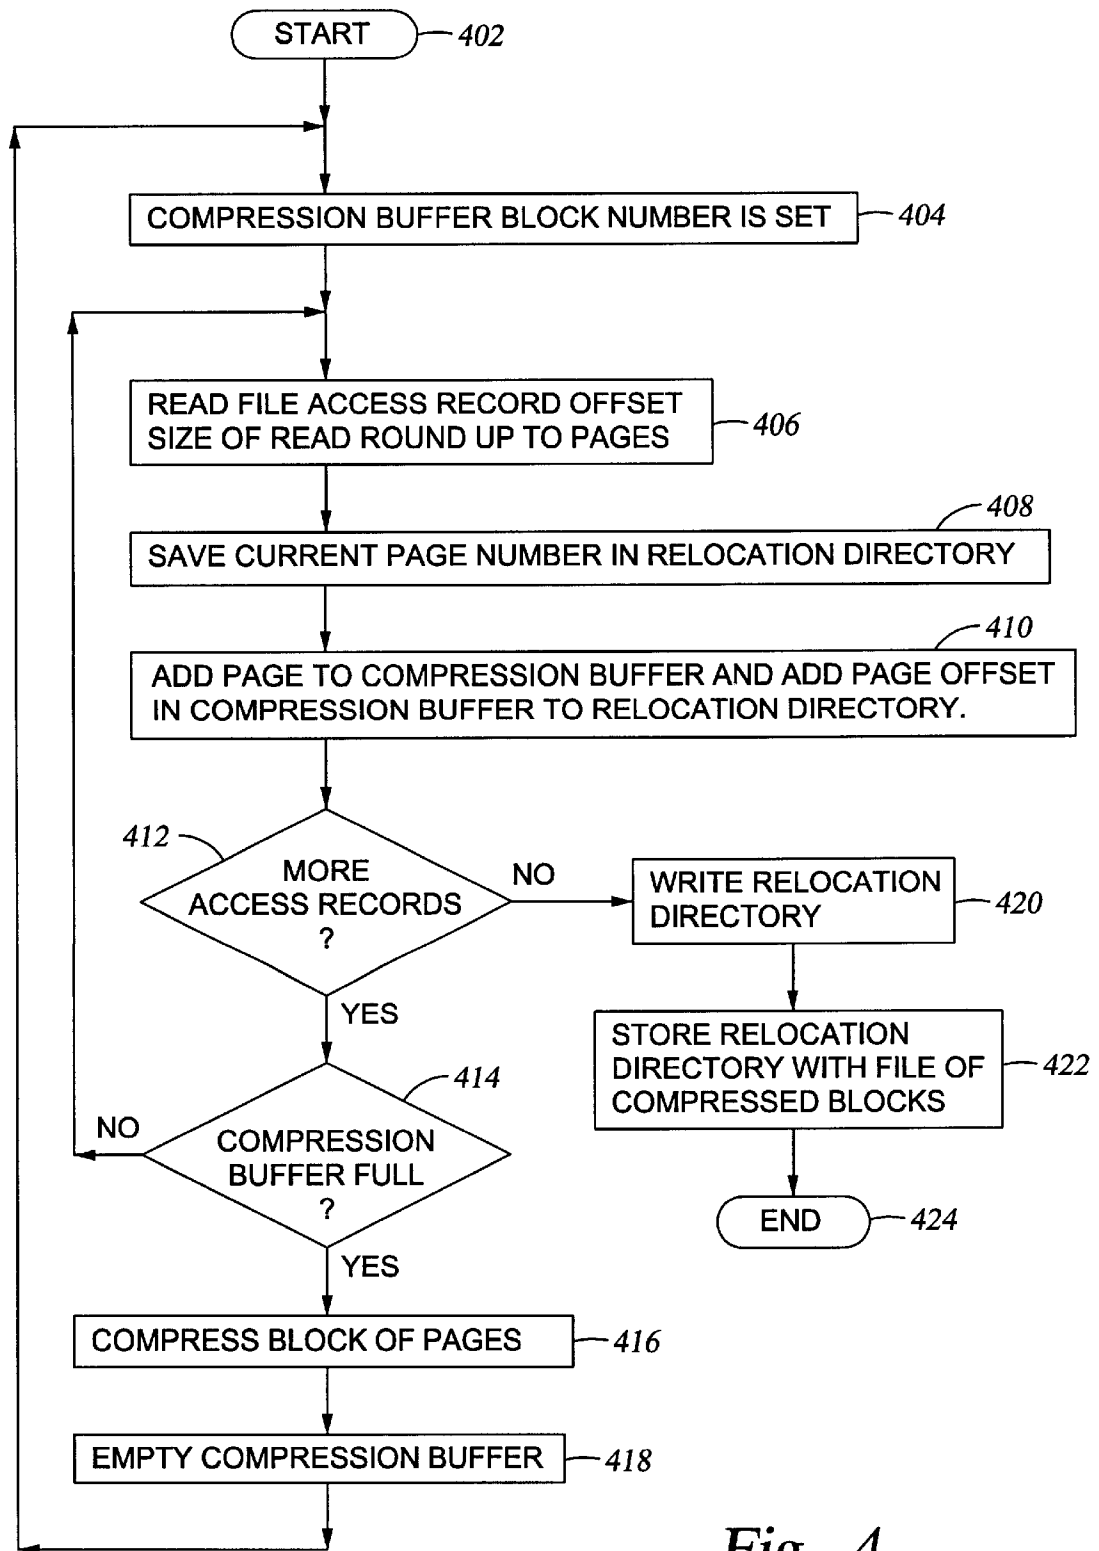 START
402
COMPRESSION BUFFER BLOCK NUMBER IS SET
404
READ FILE ACCESS RECORD OFFSET
SIZE OF READ ROUND UP TO PAGES
406
408
SAVE CURRENT PAGE NUMBER IN RELOCATION DIRECTORY
410
ADD PAGE TO COMPRESSION BUFFER AND ADD PAGE OFFSET
IN COMPRESSION BUFFER TO RELOCATION DIRECTORY.
412
MORE
ACCESS RECORDS
?
NO
WRITE RELOCATION
DIRECTORY
420
YES
STORE RELOCATION
DIRECTORY WITH FILE OF
COMPRESSED BLOCKS
422
414
NO
COMPRESSION
BUFFER FULL
?
END
424
YES
COMPRESS BLOCK OF PAGES
416
EMPTY COMPRESSION BUFFER
418
Fig. 4